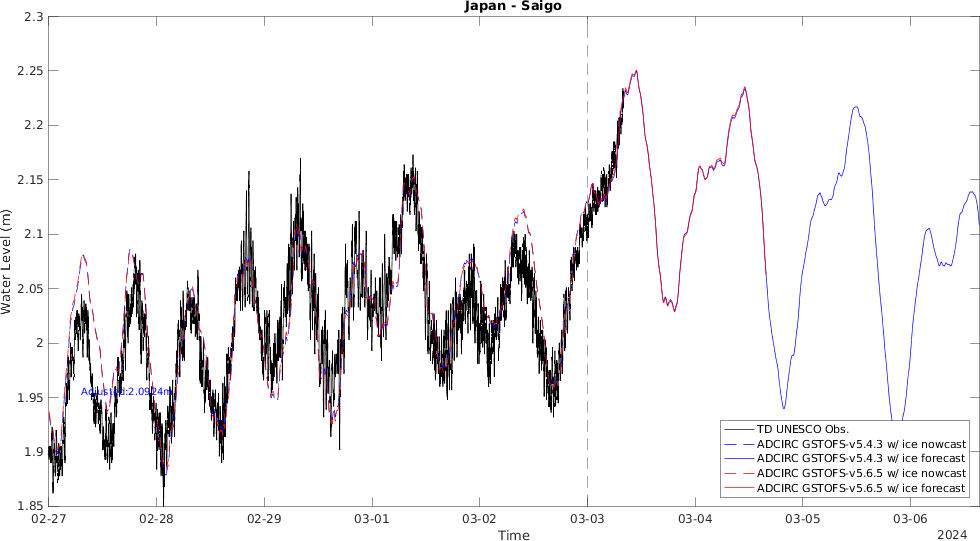 Japan - Saigo
2.3
2.25
2.2
2.15
2.1
2.05
2
1.95
1.9
1.85
Water Level (m)
Adjusted:2.0924m
TD UNESCO Obs.
ADCIRC GSTOFS-v5.4.3 w/ ice nowcast
ADCIRC GSTOFS-v5.4.3 w/ ice forecast
ADCIRC GSTOFS-v5.6.5 w/ ice nowcast
ADCIRC GSTOFS-v5.6.5 w/ ice forecast
02-27 02-28 02-29 03-01 03-02 03-03 03-04 03-05 03-06
Time
2024